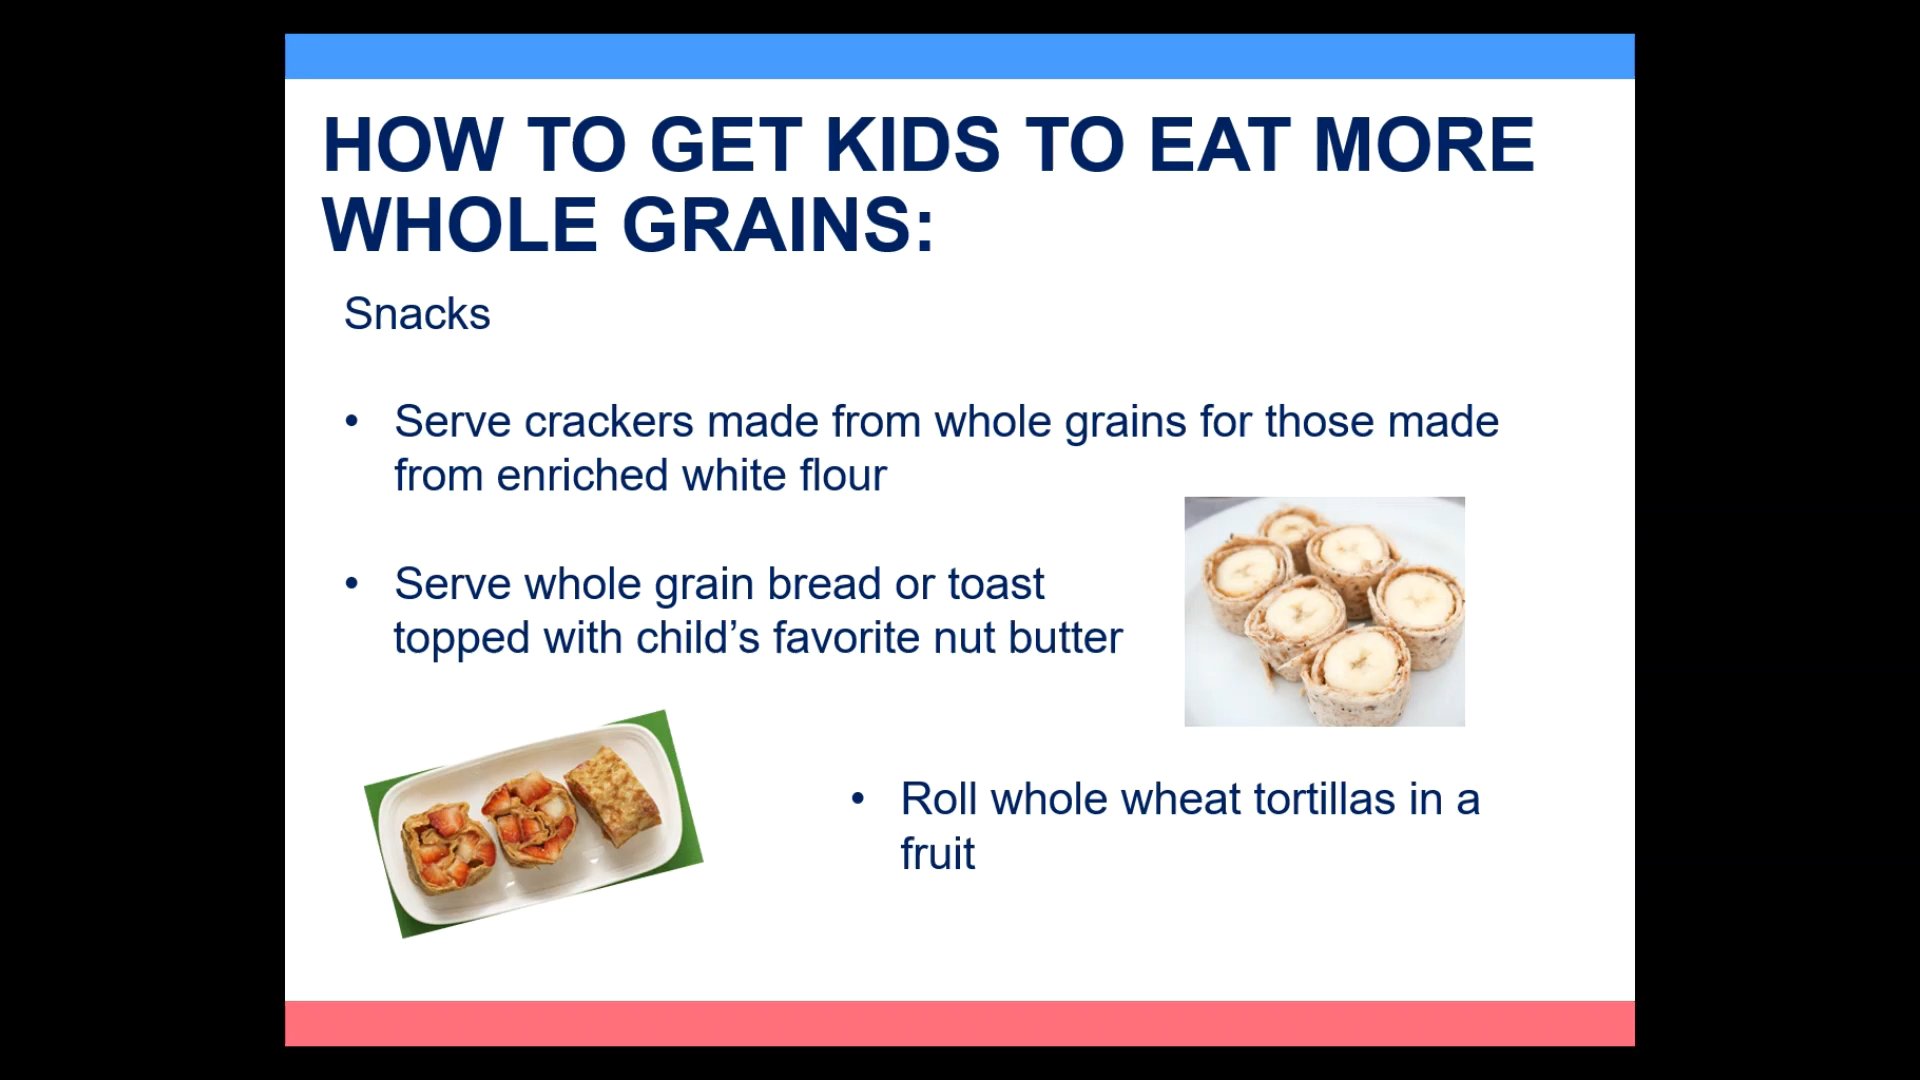 HOW TO GET KIDS TO EAT MORE
WHOLE GRAINS:
Snacks
• Serve crackers made from whole grains for those made
from enriched white flour
• Serve whole grain bread or toast
topped with child’s favorite nut butter
• Roll whole wheat tortillas in a
fruit